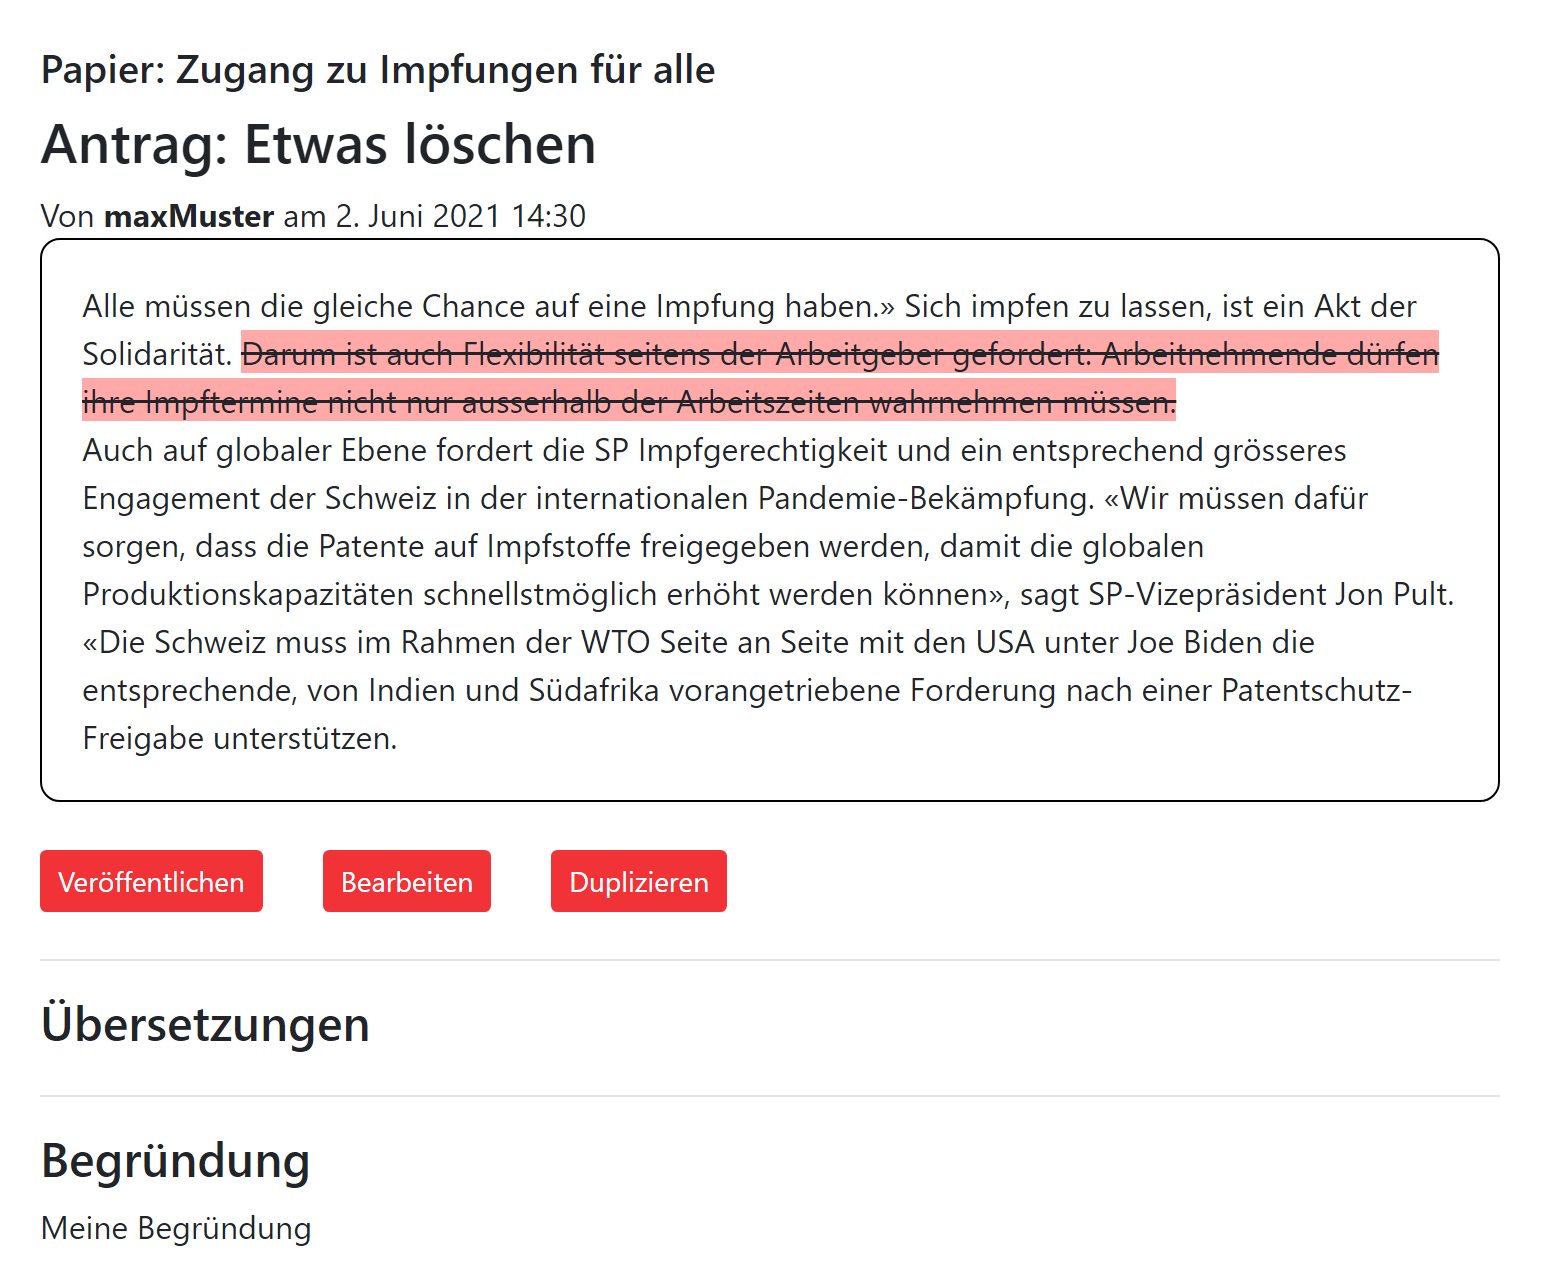 Papier: Zugang zu Impfungen für alle
Antrag: Etwas löschen
Von maxMuster am 2. Juni 2021 14:30
Alle müssen die gleiche Chance auf eine Impfung haben.» Sich impfen zu lassen, ist ein Akt der
Solidarität. Darum ist auch Flexibilität seitens der Arbeitgeber gefordert: Arbeitnehmende dürfen
ihre Impftermine nicht nur ausserhalb der Arbeitszeiten wahrnehmen müssen.
Auch auf globaler Ebene fordert die SP Impfgerechtigkeit und ein entsprechend grösseres
Engagement der Schweiz in der internationalen Pandemie-Bekämpfung. «Wir müssen dafür
sorgen, dass die Patente auf Impfstoffe freigegeben werden, damit die globalen
Produktionskapazitäten schnellstmöglich erhöht werden können», sagt SP-Vizepräsident Jon Pult.
«Die Schweiz muss im Rahmen der WTO Seite an Seite mit den USA unter Joe Biden die
entsprechende, von Indien und Südafrika vorangetriebene Forderung nach einer Patentschutz-
Freigabe unterstützen.
Veröffentlichen Bearbeiten Duplizieren
Übersetzungen
Begründung
Meine Begründung